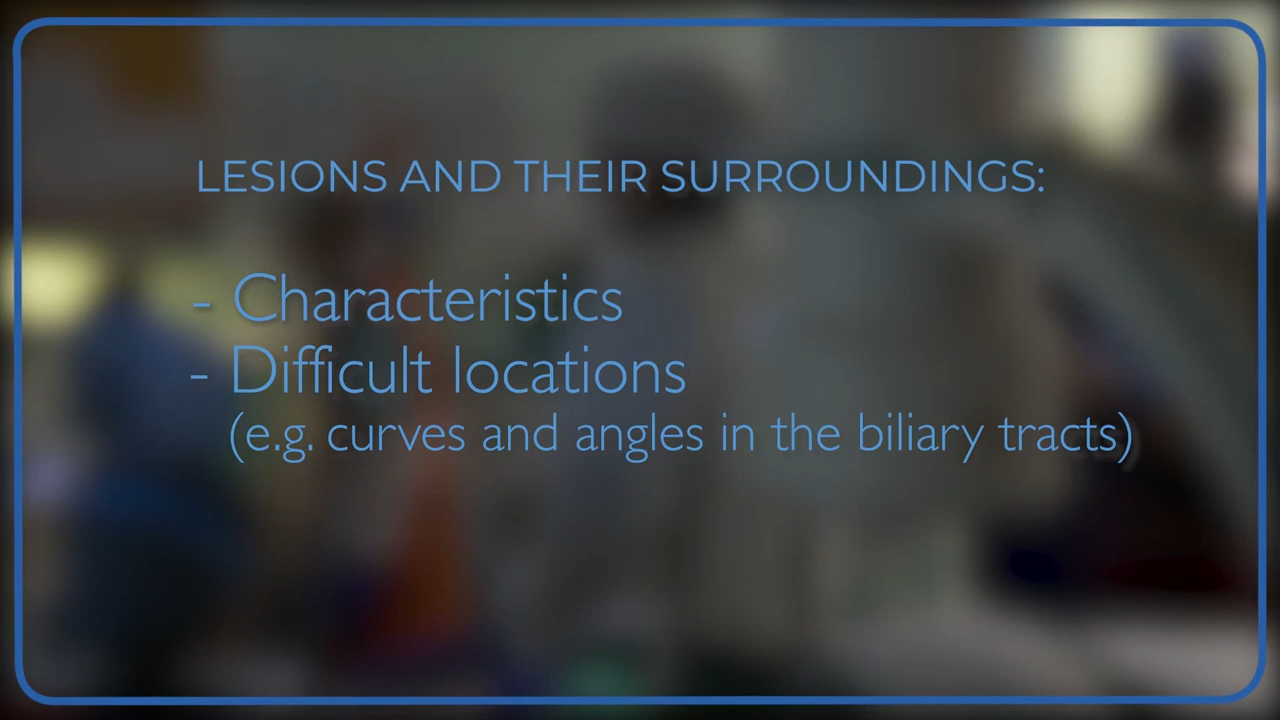 LESIONS AND THEIR SURROUNDINGS:
- Characteristics
- Difficult locations
(e.g. curves and angles in the biliary tracts)